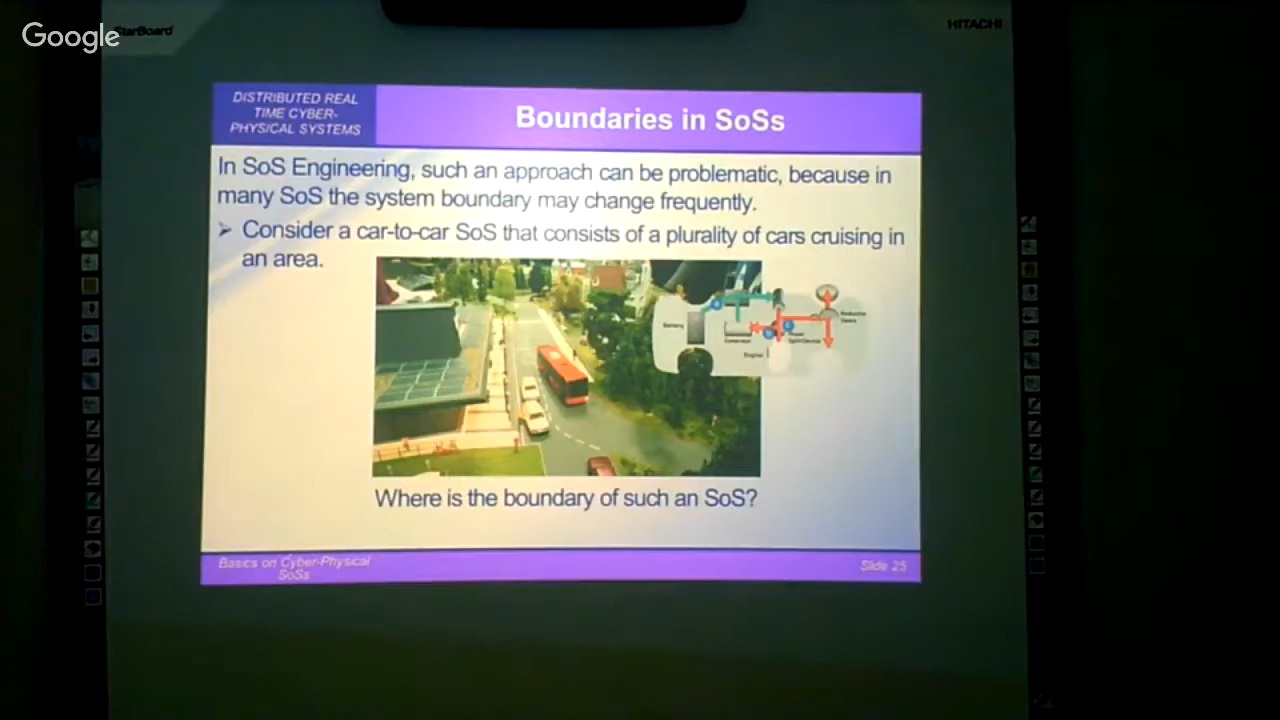 Google
StarBoard
HITACHI
DISTRIBUTED REAL
TIME CYBER-
PHYSICAL SYSTEMS
Boundaries in SoSs
In SoS Engineering, such an approach can be problematic, because in
many SoS the system boundary may change frequently.
➢ Consider a car-to-car SoS that consists of a plurality of cars cruising in
an area.
Battery
Engine
Where is the boundary of such an SoS?
Basics on Cyber-Physical
SoSs
Slide 25